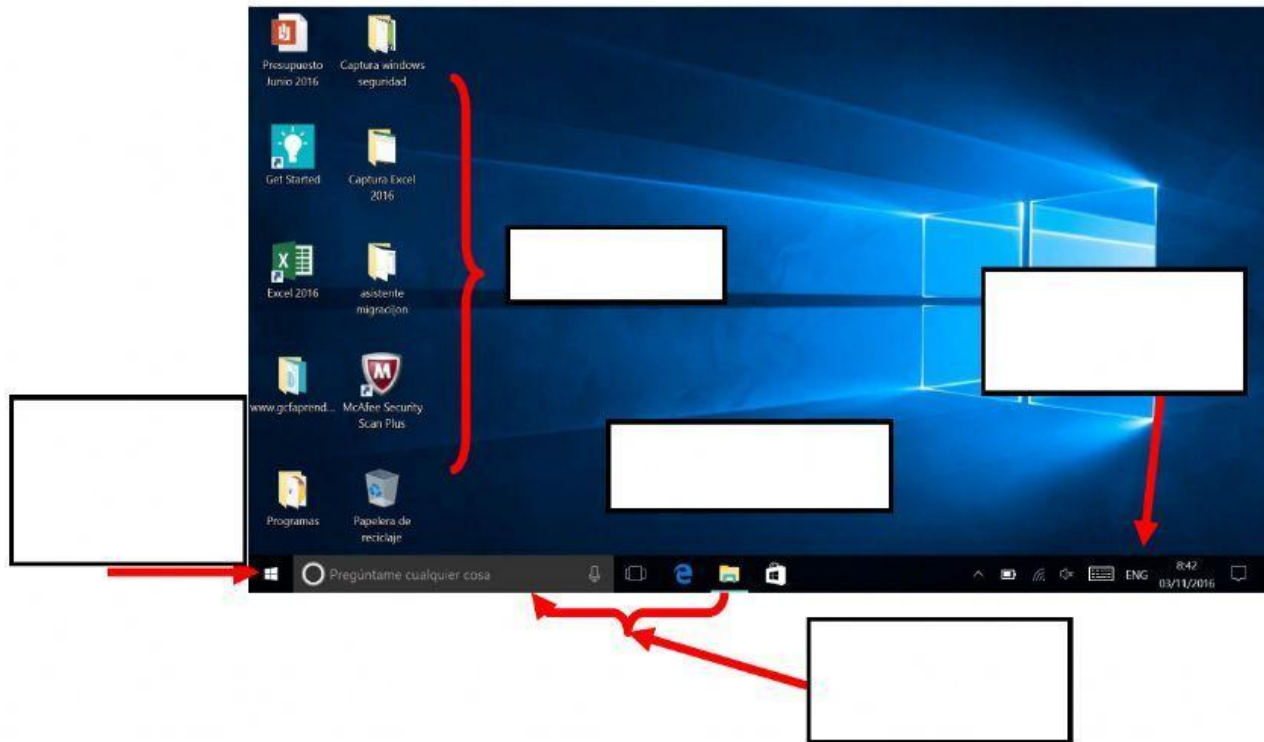 Presupuesto
Junio 2016
Captura windows
seguridad
Get Started
Captura Excel
2016
Excel 2016
asistente
migracijon
www.gcfaprend...
McAfee Security
Scan Plus
Programas
Papelera de
reciclaje
Pregúntame cualquier cosa
ENG
8:42
03/11/2016